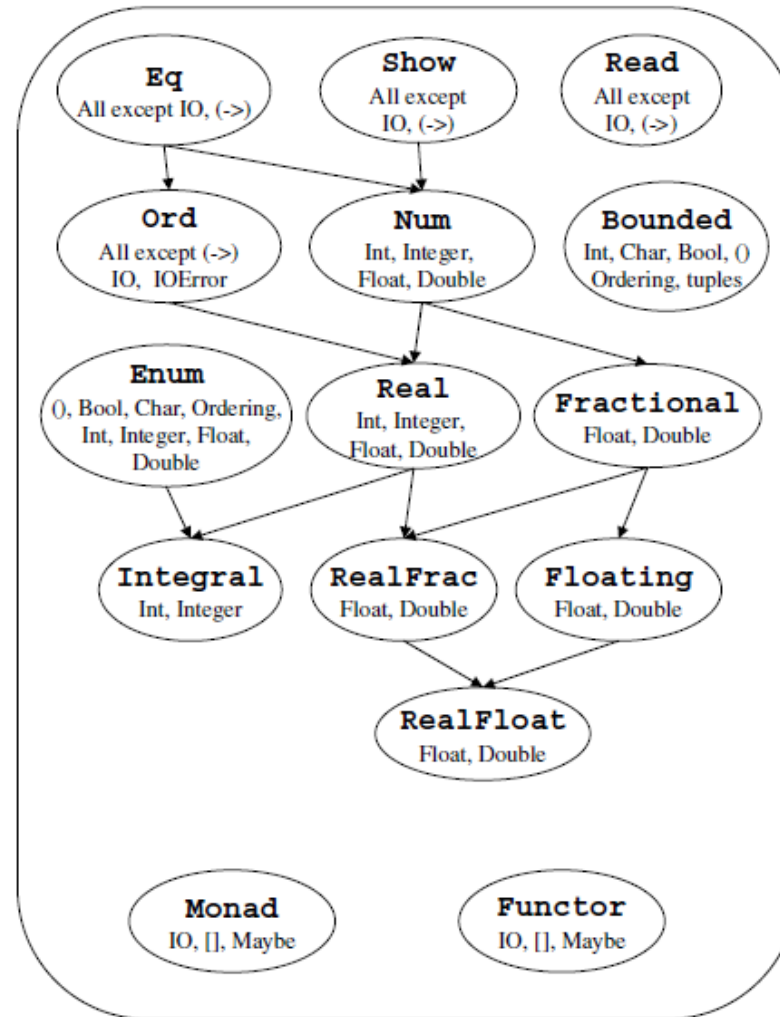 Eq
All except IO, (->)
Show
All except
IO, (->)
Read
All except
IO, (->)
Ord
All except (->)
IO, IOError
Num
Int, Integer,
Float, Double
Bounded
Int, Char, Bool, ()
Ordering, tuples
Enum
(), Bool, Char, Ordering,
Int, Integer, Float,
Double
Real
Int, Integer,
Float, Double
Fractional
Float, Double
Integral
Int, Integer
RealFrac
Float, Double
Floating
Float, Double
RealFloat
Float, Double
Monad
IO, [], Maybe
Functor
IO, [], Maybe